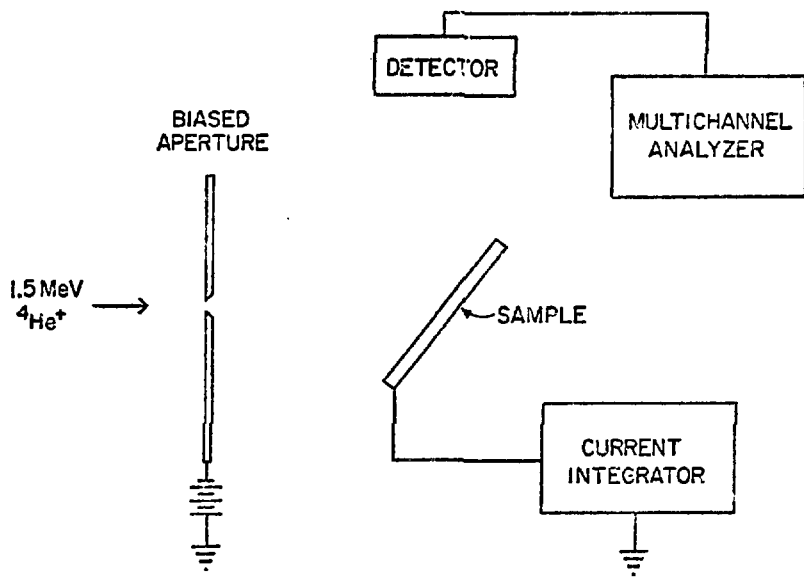 DETECTOR
MULTICHANNEL
ANALYZER
BIASED
APERTURE
1.5 MeV
⁴He⁺
SAMPLE
CURRENT
INTEGRATOR